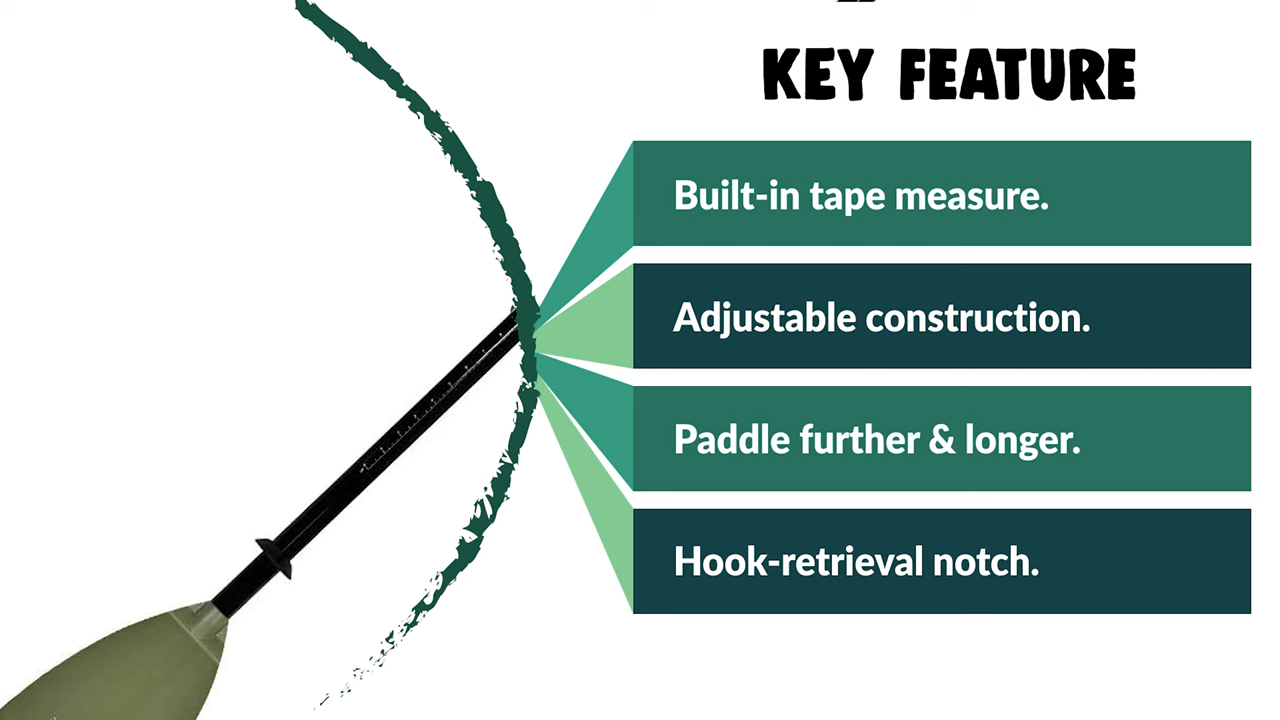 KEY FEATURE
Built-in tape measure.
Adjustable construction.
Paddle further & longer.
Hook-retrieval notch.